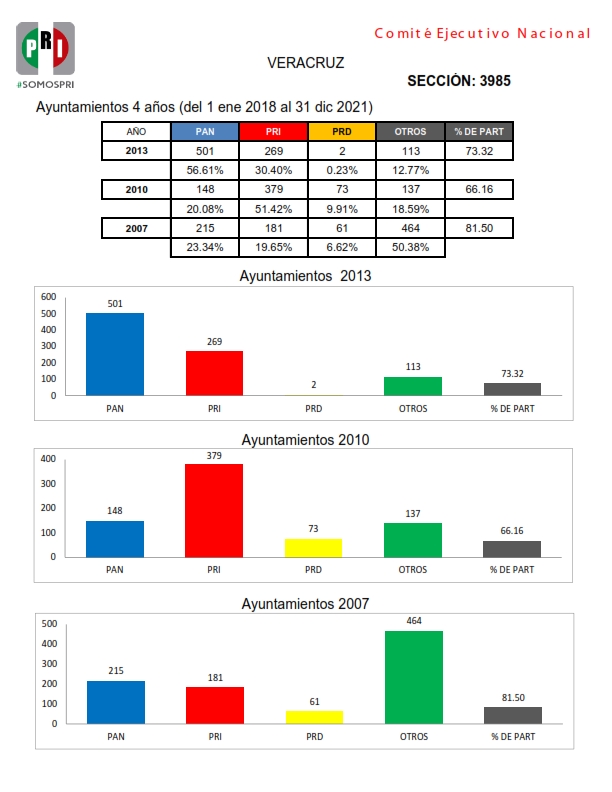 Comité Ejecutivo Nacional
PRI
#SOMOSPRI
VERACRUZ
SECCIÓN: 3985
Ayuntamientos 4 años (del 1 ene 2018 al 31 dic 2021)
AÑO PAN PRI PRD OTROS % DE PART
2013 501 269 2 113 73.32
56.61% 30.40% 0.23% 12.77%
2010 148 379 73 137 66.16
20.08% 51.42% 9.91% 18.59%
2007 215 181 61 464 81.50
23.34% 19.65% 6.62% 50.38%
Ayuntamientos 2013
600
500
400
300
200
100
0
501 269 2 113 73.32
PAN PRI PRD OTROS % DE PART
Ayuntamientos 2010
400
300
200
100
0
148 379 73 137 66.16
PAN PRI PRD OTROS % DE PART
Ayuntamientos 2007
500
400
300
200
100
0
215 181 61 464 81.50
PAN PRI PRD OTROS % DE PART